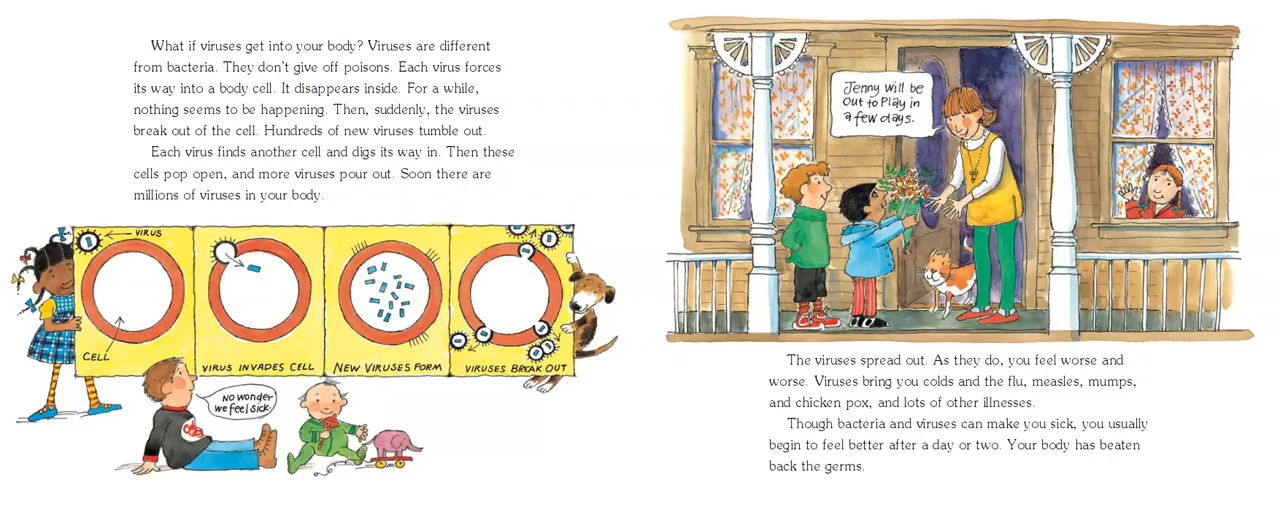 What if viruses get into your body? Viruses are different
from bacteria. They don't give off poisons. Each virus forces
its way into a body cell. It disappears inside. For a while,
nothing seems to be happening. Then, suddenly, the viruses
break out of the cell. Hundreds of new viruses tumble out.
Each virus finds another cell and digs its way in. Then these
cells pop open, and more viruses pour out. Soon there are
millions of viruses in your body.
VIRUS
CELL
VIRUS INVADES CELL
NEW VIRUSES FORM
VIRUSES BREAK OUT
No wonder
we feel sick.
Jenny will be
out to play in
a few days.
The viruses spread out. As they do, you feel worse and
worse. Viruses bring you colds and the flu, measles, mumps,
and chicken pox, and lots of other illnesses.
Though bacteria and viruses can make you sick, you usually
begin to feel better after a day or two. Your body has beaten
back the germs.